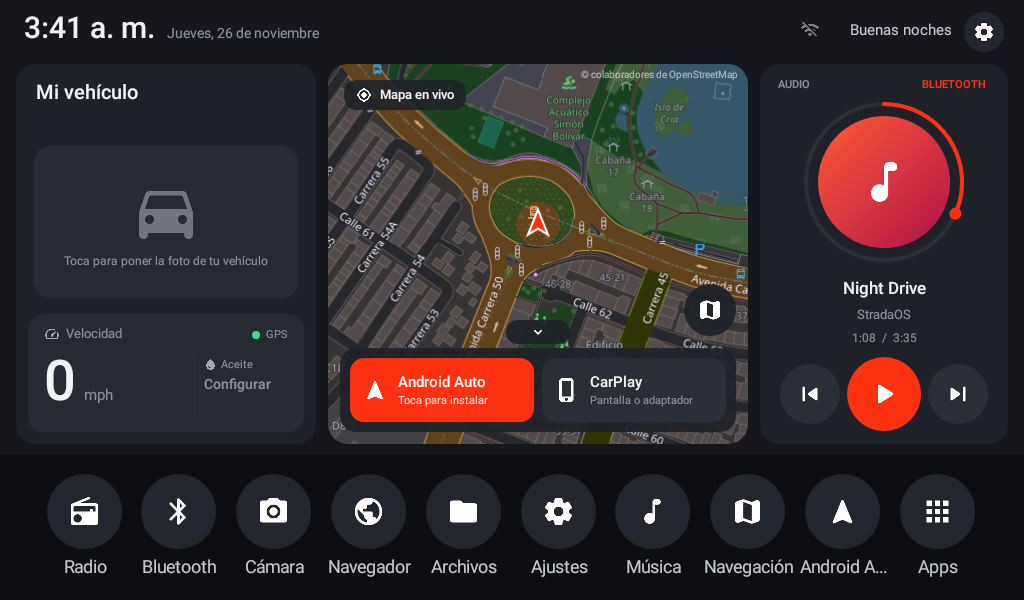 3:41 a. m.
Jueves, 26 de noviembre
Buenas noches
Mi vehículo
Toca para poner la foto de tu vehículo
Velocidad
GPS
0
mph
Aceite
Configurar
© colaboradores de OpenStreetMap
Mapa en vivo
Complejo
Acuático
Simón
Bolívar
Isla de
Cria
Cabaña
17
Cabaña
18
Carrera 55
Calle 61
Carrera 54A
Carrera 54
Carrera 53
Carrera 50
Carrera 45
P
Avenida Ca
45-21
46-28
Calle 62
Edificio
Calle 60
Android Auto
Toca para instalar
CarPlay
Pantalla o adaptador
AUDIO
BLUETOOTH
Night Drive
StradaOS
1:08 / 3:35
Radio
Bluetooth
Cámara
Navegador
Archivos
Ajustes
Música
Navegación
Android A...
Apps